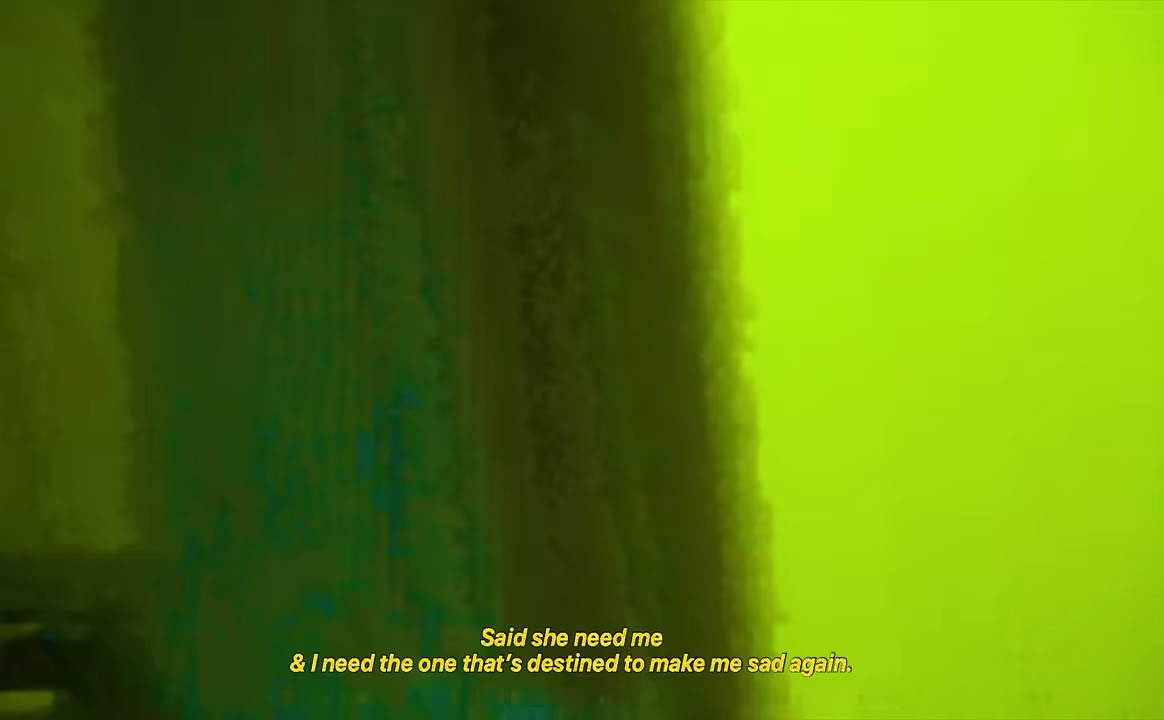 Said she need me
& I need the one that's destined to make me sad again.